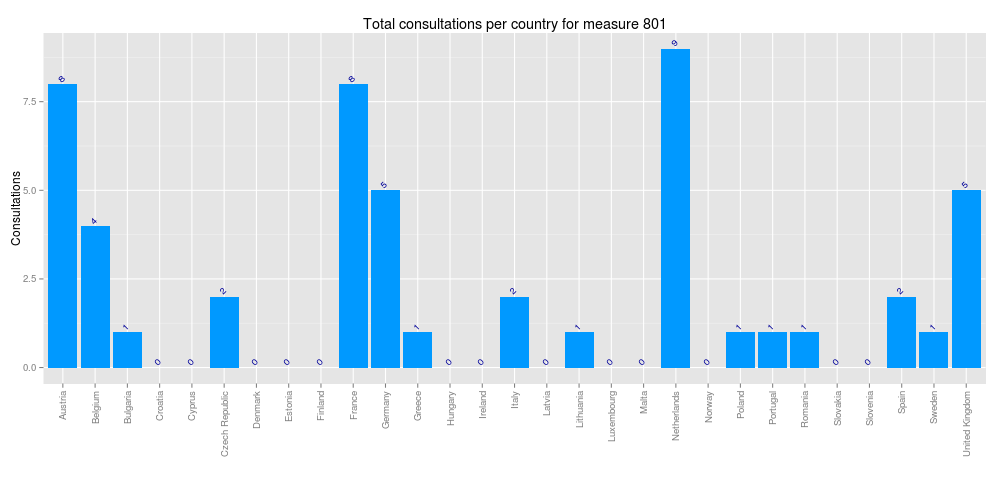 Total consultations per country for measure 801
Consultations
7.5
5.0
2.5
0.0
8
4
1
0
0
2
0
0
0
8
5
1
0
0
2
0
1
0
0
9
0
1
1
1
0
0
2
1
5
Austria
Belgium
Bulgaria
Croatia
Cyprus
Czech Republic
Denmark
Estonia
Finland
France
Germany
Greece
Hungary
Ireland
Italy
Latvia
Lithuania
Luxembourg
Malta
Netherlands
Norway
Poland
Portugal
Romania
Slovakia
Slovenia
Spain
Sweden
United Kingdom